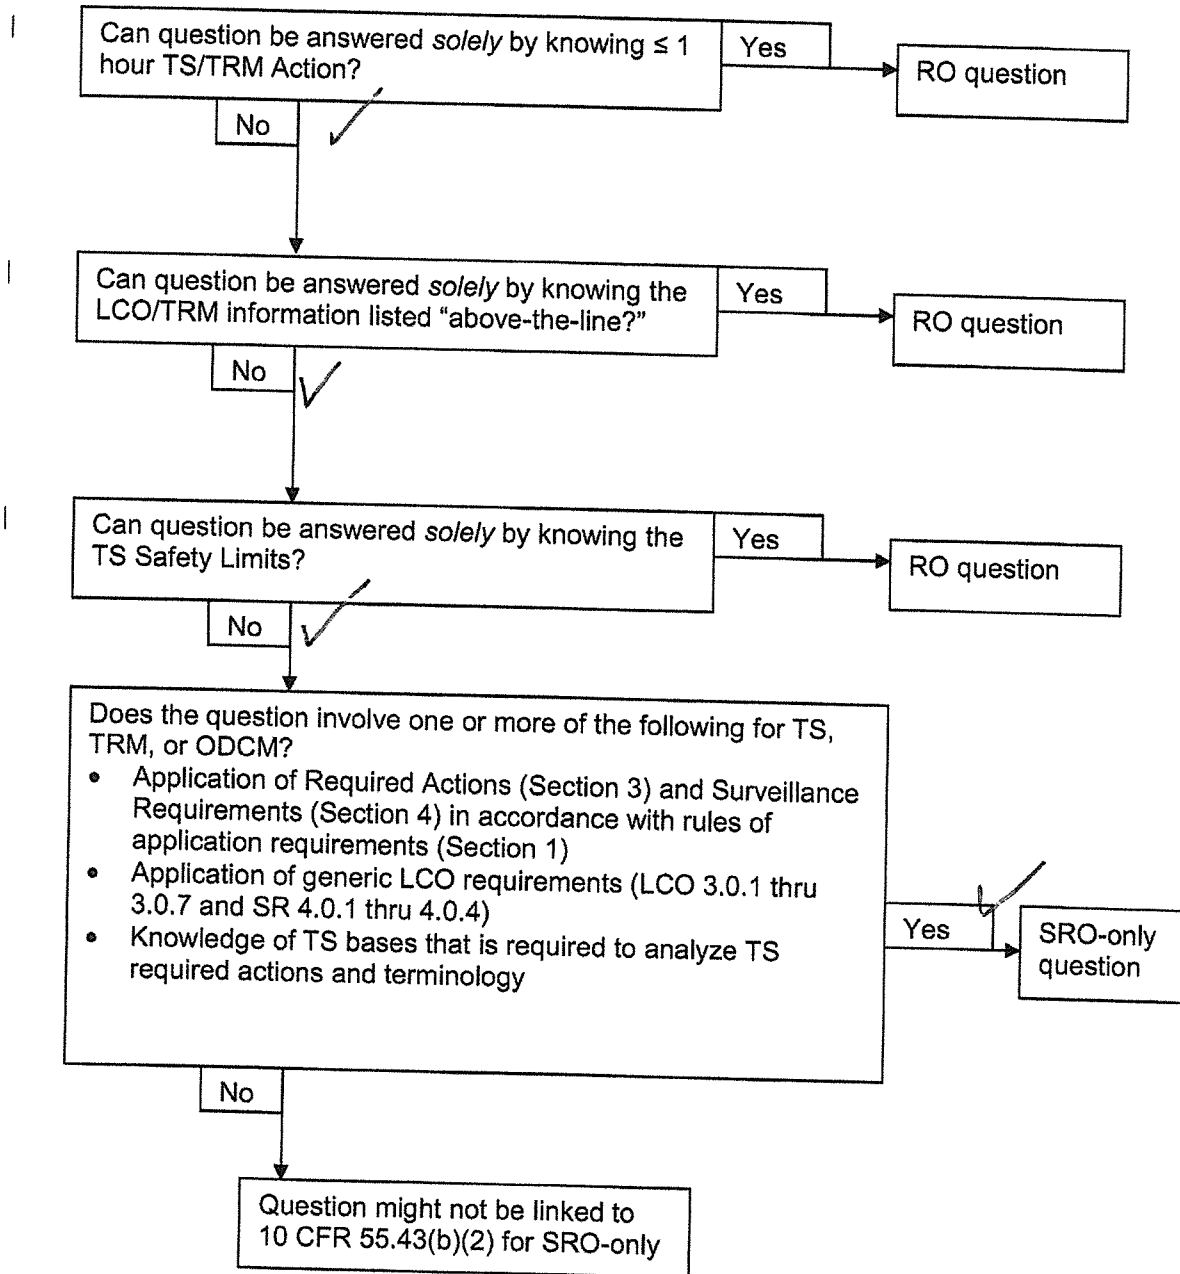 Can question be answered solely by knowing ≤ 1
hour TS/TRM Action?
Yes
RO question
No
Can question be answered solely by knowing the
LCO/TRM information listed “above-the-line?”
Yes
RO question
No
Can question be answered solely by knowing the
TS Safety Limits?
Yes
RO question
No
Does the question involve one or more of the following for TS,
TRM, or ODCM?
• Application of Required Actions (Section 3) and Surveillance
Requirements (Section 4) in accordance with rules of
application requirements (Section 1)
• Application of generic LCO requirements (LCO 3.0.1 thru
3.0.7 and SR 4.0.1 thru 4.0.4)
• Knowledge of TS bases that is required to analyze TS
required actions and terminology
Yes
SRO-only
question
No
Question might not be linked to
10 CFR 55.43(b)(2) for SRO-only